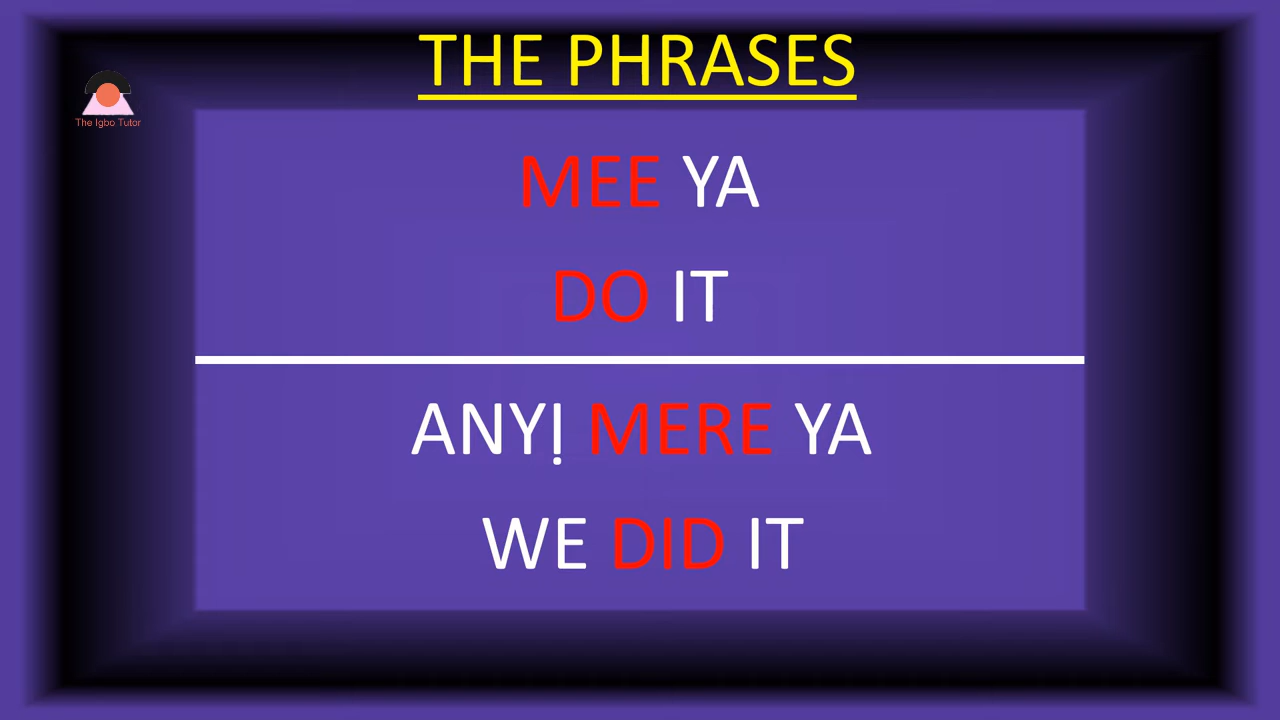 THE PHRASES
The Igbo Tutor
MEE YA
DO IT
ANYỊ MERE YA
WE DID IT